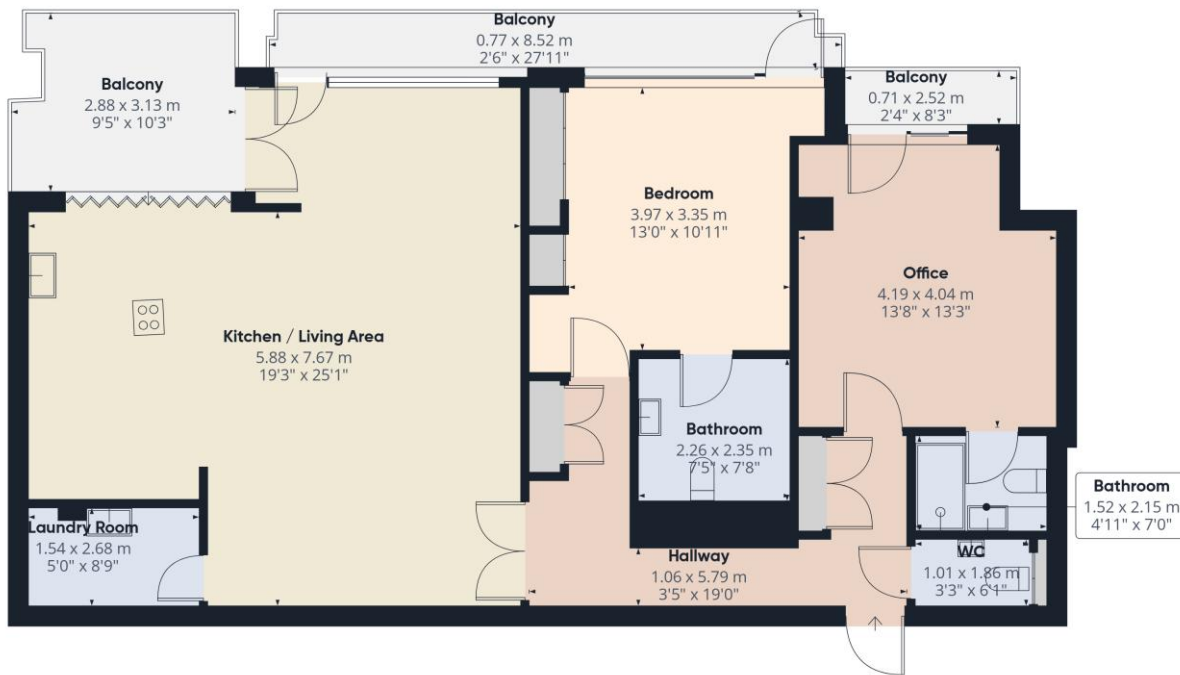 Balcony
0.77 x 8.52 m
2'6" x 27'11"
Balcony
2.88 x 3.13 m
9'5" x 10'3"
Balcony
0.71 x 2.52 m
2'4" x 8'3"
Bedroom
3.97 x 3.35 m
13'0" x 10'11"
Office
4.19 x 4.04 m
13'8" x 13'3"
Kitchen / Living Area
5.88 x 7.67 m
19'3" x 25'1"
Bathroom
2.26 x 2.35 m
7'5" x 7'8"
Bathroom
1.52 x 2.15 m
4'11" x 7'0"
Laundry Room
1.54 x 2.68 m
5'0" x 8'9"
Hallway
1.06 x 5.79 m
3'5" x 19'0"
WC
1.01 x 1.86 m
3'3" x 6'1"